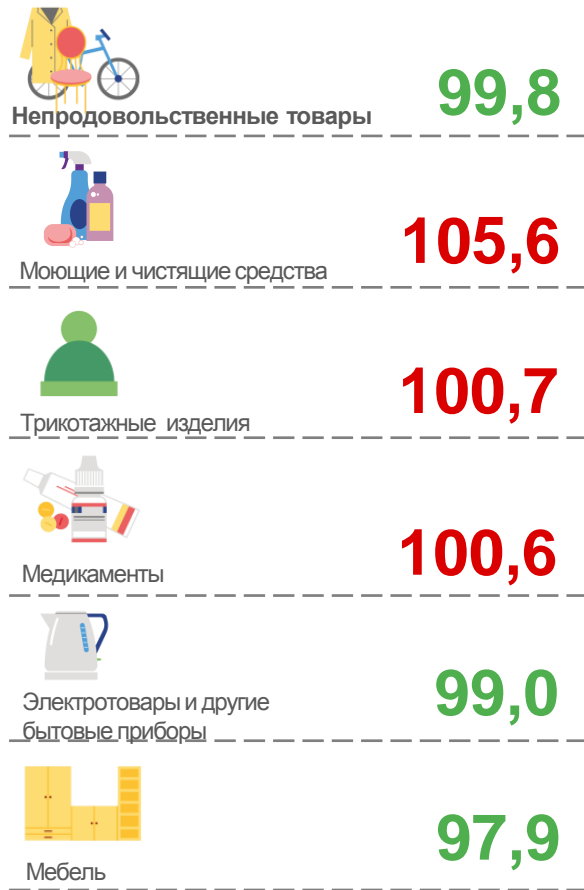 99,8
Непродовольственные товары
105,6
Моющие и чистящие средства
100,7
Трикотажные изделия
100,6
Медикаменты
99,0
Электротовары и другие
бытовые приборы
97,9
Мебель